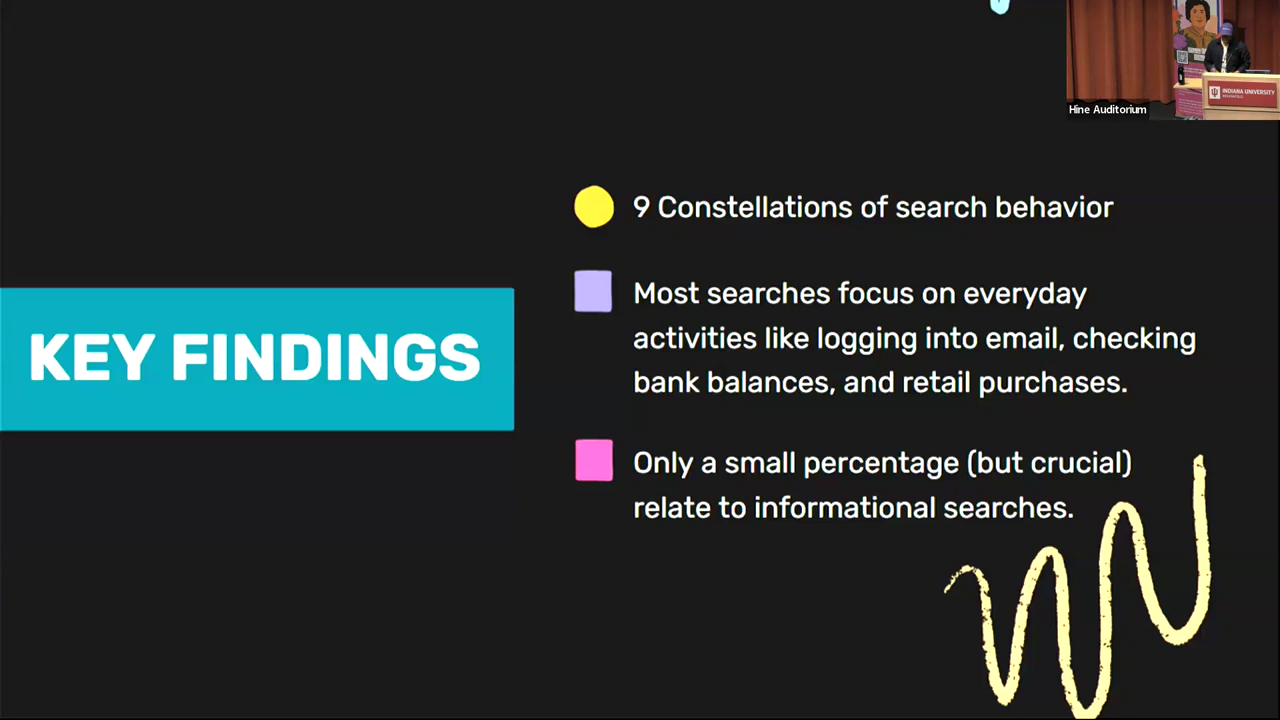 Hine Auditorium
INDIANA UNIVERSITY
9 Constellations of search behavior
Most searches focus on everyday
activities like logging into email, checking
bank balances, and retail purchases.
KEY FINDINGS
Only a small percentage (but crucial)
relate to informational searches.